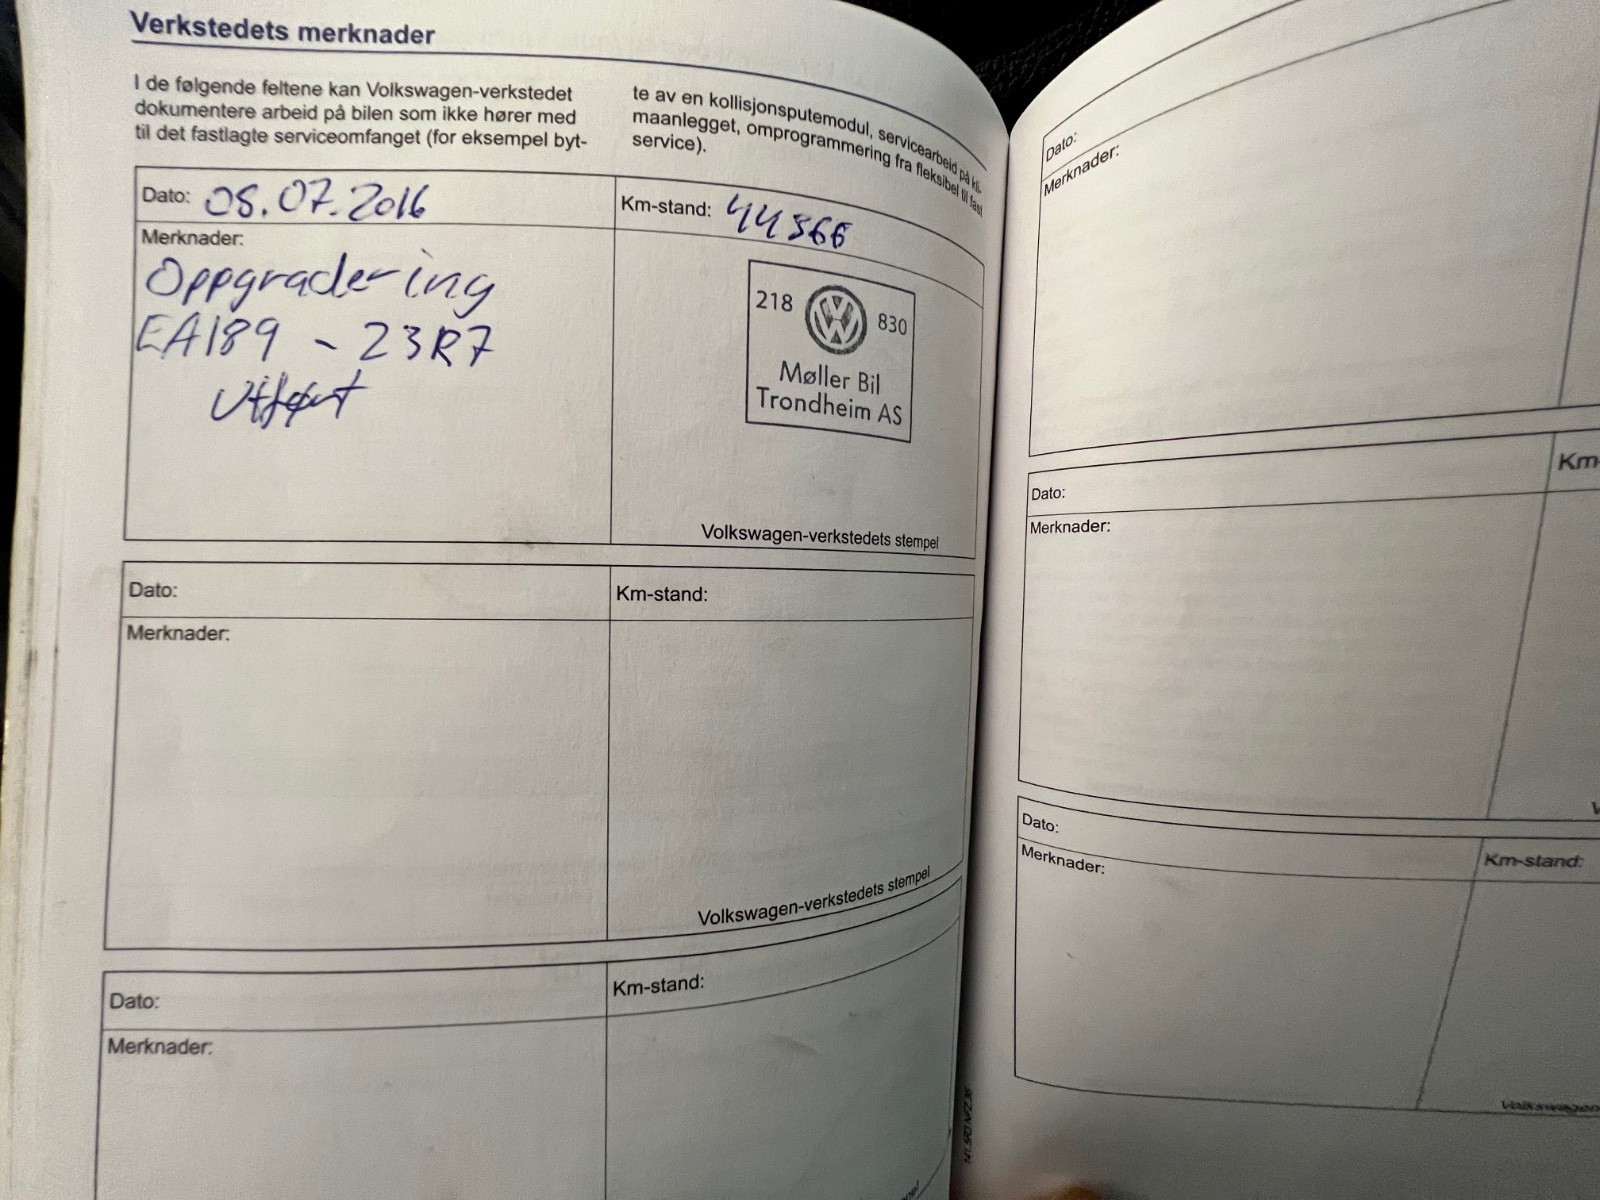 Verkstedets merknader
I de følgende feltene kan Volkswagen-verkstedet
dokumentere arbeid på bilen som ikke hører med
til det fastlagte serviceomfanget (for eksempel byt-
te av en kollisjonsputemodul, servicearbeid på kli-
maanlegget, omprogrammering fra fleksibel til fast
service).
Dato: 08.07.2016
Km-stand: 44366
Merknader:
Oppgradering
EA189 - 23R7
Utført
218 830
Møller Bil
Trondheim AS
Volkswagen-verkstedets stempel
Dato:
Km-stand:
Merknader:
Volkswagen-verkstedets stempel
Dato:
Km-stand:
Merknader:
Dato:
Merknader:
Dato:
Km-
Merknader:
Dato:
Km-stand:
Merknader:
Volkswagen